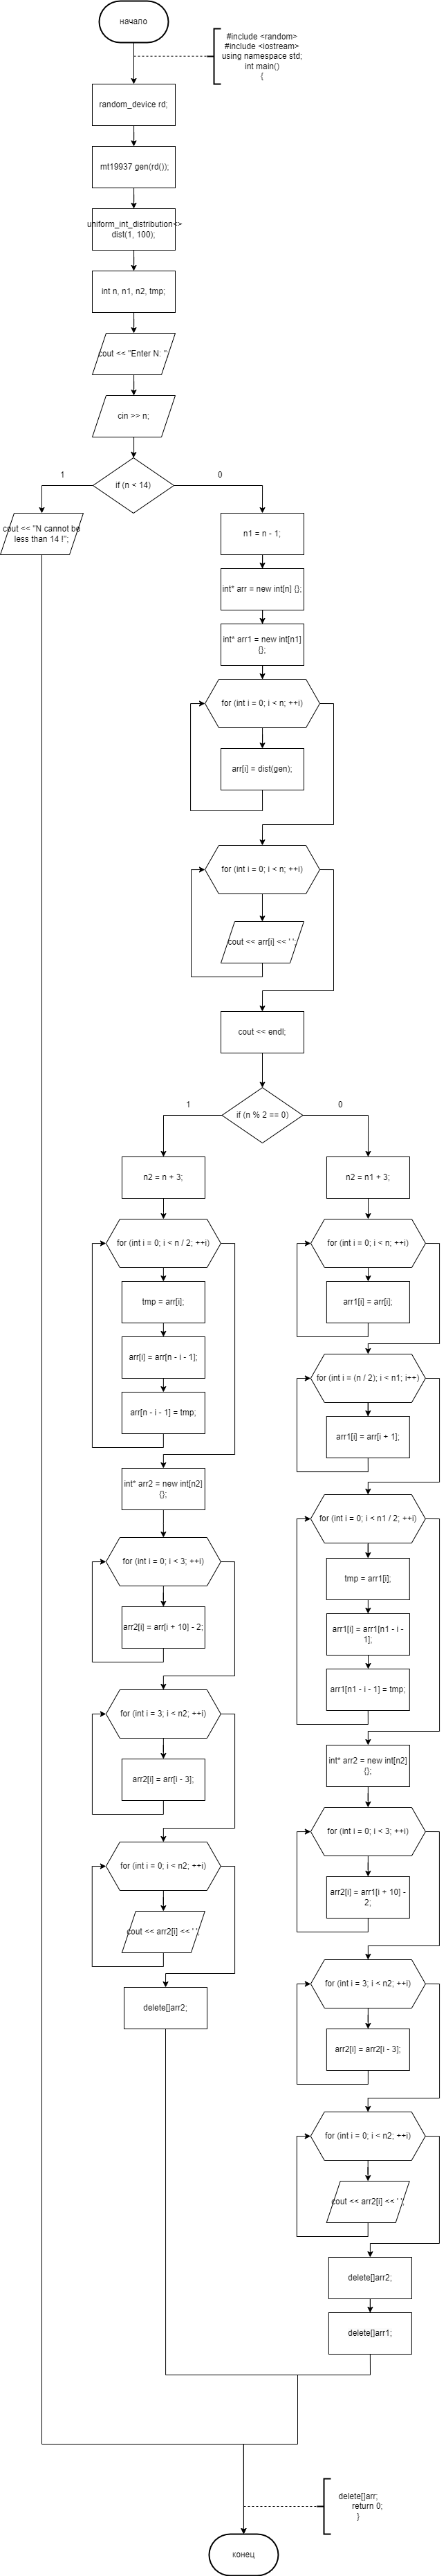 начало
#include <random>
#include <iostream>
using namespace std;
int main()
{
random_device rd;
mt19937 gen(rd());
uniform_int_distribution<>
dist(1, 100);
int n, n1, n2, tmp;
cout << "Enter N: ";
cin >> n;
if (n < 14)
1
0
cout << "N cannot be
less than 14 !";
n1 = n - 1;
int* arr = new int[n] {};
int* arr1 = new int[n1]
{};
for (int i = 0; i < n; ++i)
arr[i] = dist(gen);
for (int i = 0; i < n; ++i)
cout << arr[i] << ' ';
cout << endl;
if (n % 2 == 0)
1
0
n2 = n + 3;
for (int i = 0; i < n / 2; ++i)
tmp = arr[i];
arr[i] = arr[n - i - 1];
arr[n - i - 1] = tmp;
int* arr2 = new int[n2]
{};
for (int i = 0; i < 3; ++i)
arr2[i] = arr[i + 10] - 2;
for (int i = 3; i < n2; ++i)
arr2[i] = arr[i - 3];
for (int i = 0; i < n2; ++i)
cout << arr2[i] << ' ';
delete[]arr2;
n2 = n1 + 3;
for (int i = 0; i < n; ++i)
arr1[i] = arr[i];
for (int i = (n / 2); i < n1; i++)
arr1[i] = arr[i + 1];
for (int i = 0; i < n1 / 2; ++i)
tmp = arr1[i];
arr1[i] = arr1[n1 - i -
1];
arr1[n1 - i - 1] = tmp;
int* arr2 = new int[n2]
{};
for (int i = 0; i < 3; ++i)
arr2[i] = arr1[i + 10] -
2;
for (int i = 3; i < n2; ++i)
arr2[i] = arr2[i - 3];
for (int i = 0; i < n2; ++i)
cout << arr2[i] << ' ';
delete[]arr2;
delete[]arr1;
delete[]arr;
return 0;
}
конец